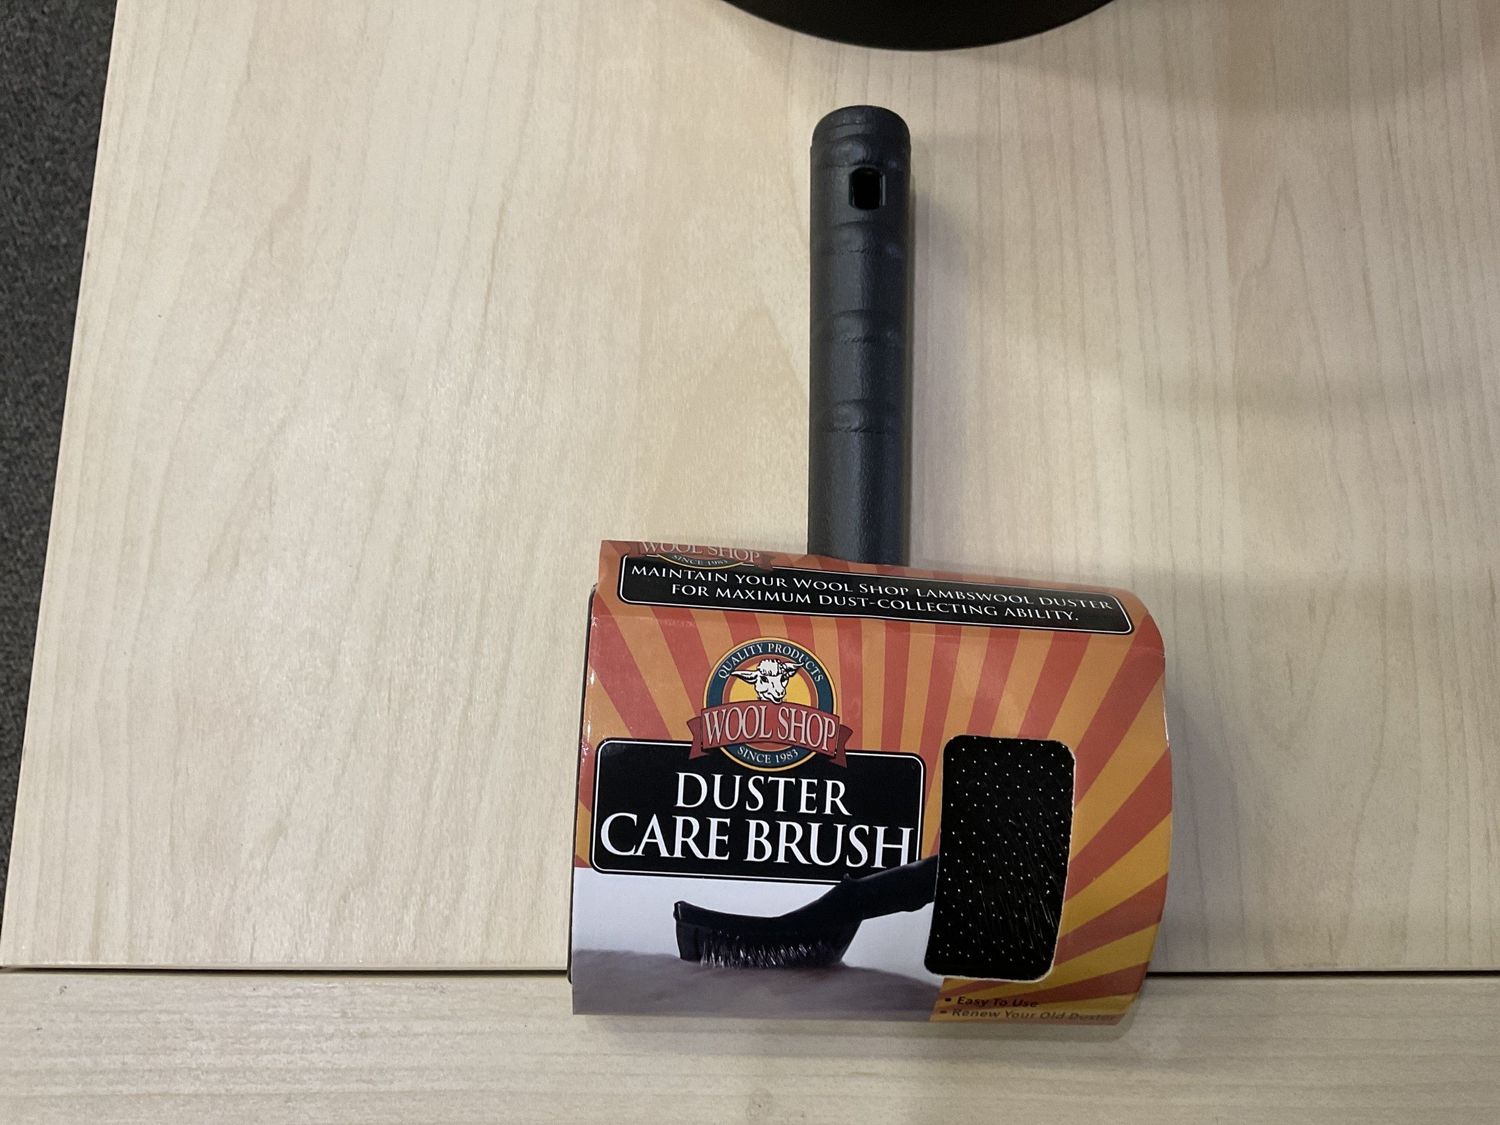 WOOL SHOP
SINCE 1983
MAINTAIN YOUR WOOL SHOP LAMBSWOOL DUSTER
FOR MAXIMUM DUST-COLLECTING ABILITY.
QUALITY PRODUCTS
WOOL SHOP
SINCE 1983
DUSTER
CARE BRUSH
• Easy To Use
• Renew Your Old Duster